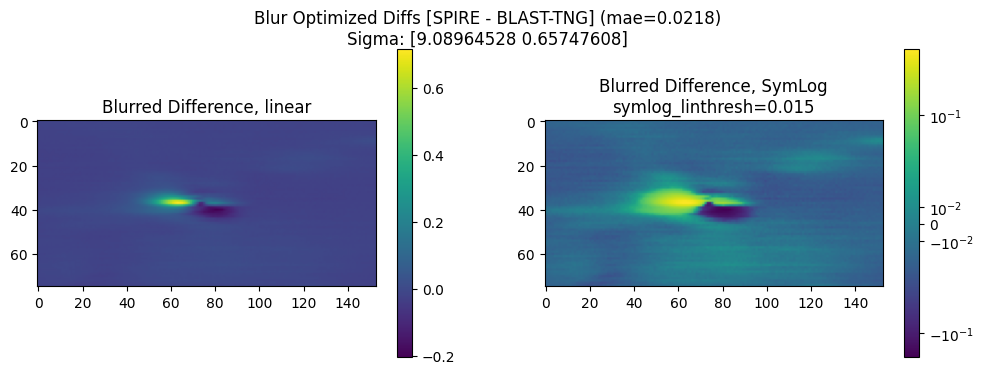 Blur Optimized Diffs [SPIRE - BLAST-TNG] (mae=0.0218)
Sigma: [9.08964528 0.65747608]
Blurred Difference, linear
0
20
40
60
0 20 40 60 80 100 120 140
0.6
0.4
0.2
0.0
−0.2
Blurred Difference, SymLog
symlog_linthresh=0.015
0
20
40
60
0 20 40 60 80 100 120 140
10⁻¹
10⁻²
0
−10⁻²
−10⁻¹